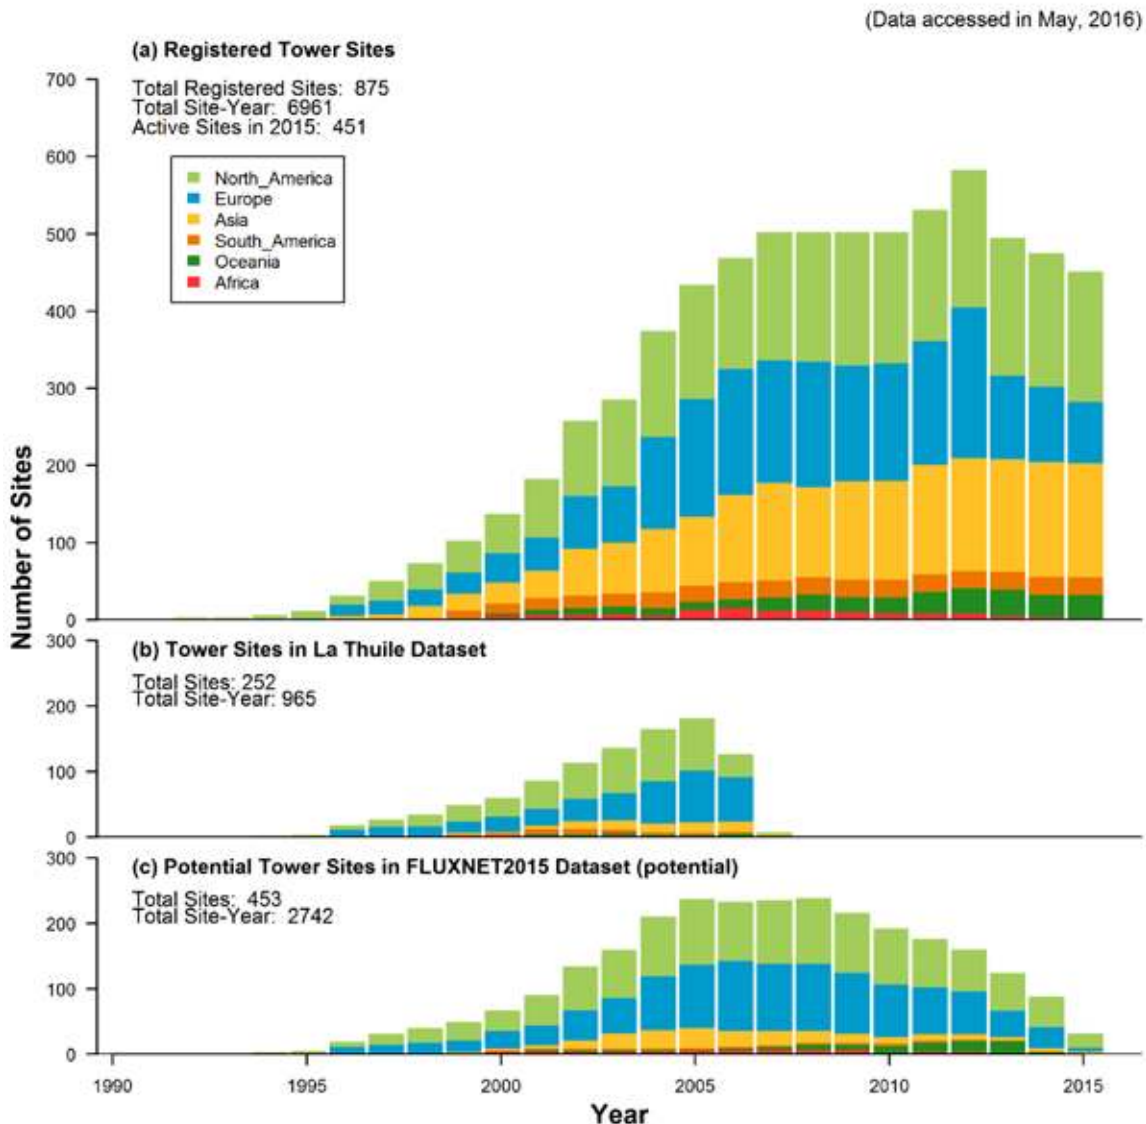 (Data accessed in May, 2016)
(a) Registered Tower Sites
Total Registered Sites: 875
Total Site-Year: 6961
Active Sites in 2015: 451
North_America
Europe
Asia
South_America
Oceania
Africa
700
600
500
400
300
200
100
0
Number of Sites
(b) Tower Sites in La Thuile Dataset
Total Sites: 252
Total Site-Year: 965
300
200
100
0
(c) Potential Tower Sites in FLUXNET2015 Dataset (potential)
Total Sites: 453
Total Site-Year: 2742
300
200
100
0
1990 1995 2000 2005 2010 2015
Year